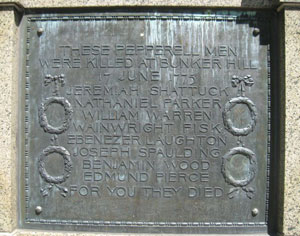 THESE PEPPERELL MEN
WERE KILLED AT BUNKER HILL
17 JUNE 1775
JEREMIAH SHATTUCK
NATHANIEL PARKER
WILLIAM WARREN
WAINWRIGHT FISK
EBENEZER LAUGHTON
JOSEPH SPAULDING
BENJAMIN WOOD
EDMUND PIERCE
FOR YOU THEY DIED